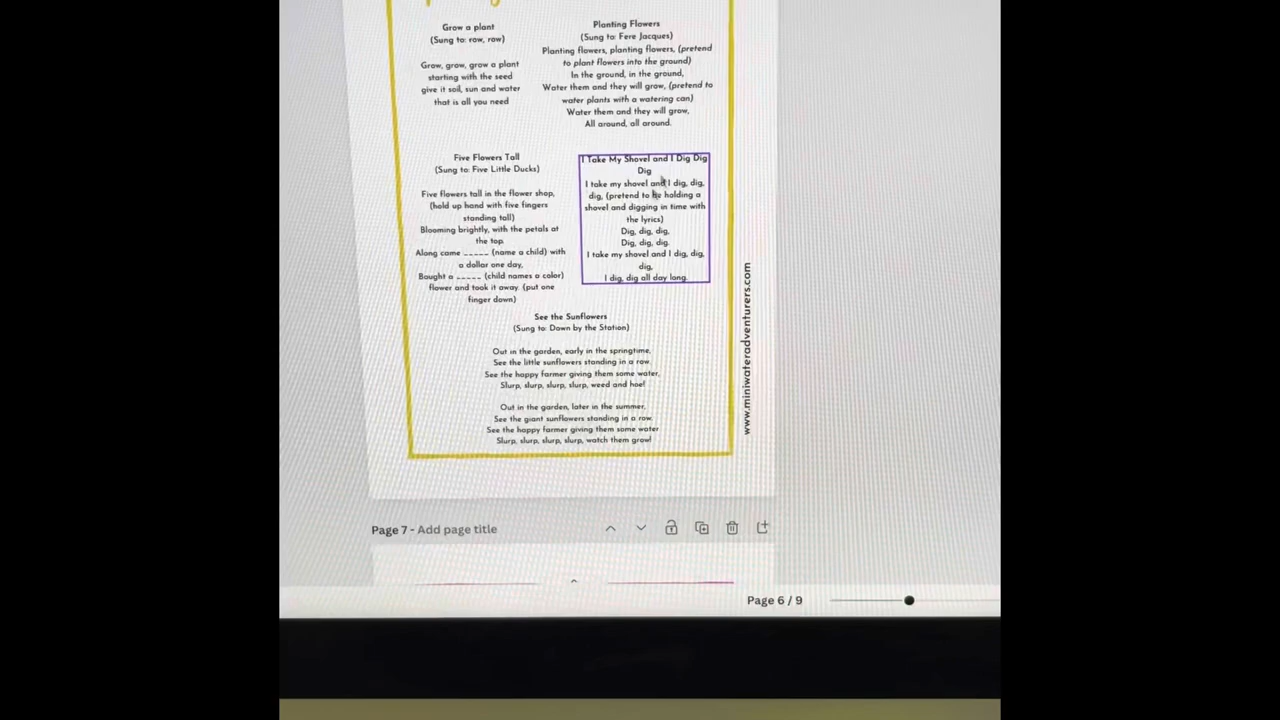 Grow a plant
(Sung to: row, row)
Grow, grow, grow a plant
starting with the seed
give it soil, sun and water
that is all you need
Planting Flowers
(Sung to: Fere Jacques)
Planting flowers, planting flowers, (pretend
to plant flowers into the ground)
In the ground, in the ground,
Water them and they will grow, (pretend to
water plants with a watering can)
Water them and they will grow,
All around, all around.
Five Flowers Tall
(Sung to: Five Little Ducks)
Five flowers tall in the flower shop,
(hold up hand with five fingers
standing tall)
Blooming brightly, with the petals at
the top.
Along came _____ (name a child) with
a dollar one day,
Bought a _____ (child names a color)
flower and took it away. (put one
finger down)
I Take My Shovel and I Dig Dig
Dig
I take my shovel and I dig, dig,
dig, (pretend to be holding a
shovel and digging in time with
the lyrics)
Dig, dig, dig,
Dig, dig, dig.
I take my shovel and I dig, dig,
dig,
I dig, dig all day long.
See the Sunflowers
(Sung to: Down by the Station)
Out in the garden, early in the springtime,
See the little sunflowers standing in a row.
See the happy farmer giving them some water,
Slurp, slurp, slurp, slurp, weed and hoe!
Out in the garden, later in the summer,
See the giant sunflowers standing in a row.
See the happy farmer giving them some water
Slurp, slurp, slurp, slurp, watch them grow!
www.miniwateradventurers.com
Page 7 - Add page title
Page 6 / 9